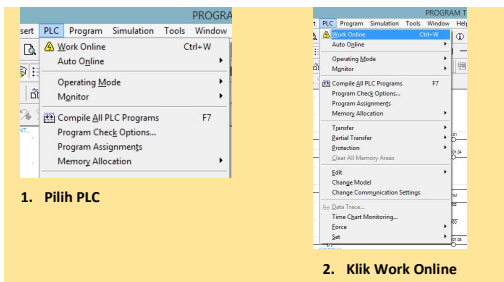 PROGRA
sert PLC Program Simulation Tools Window
Work Online Ctrl+W
Auto Online
Operating Mode
Monitor
Compile All PLC Programs F7
Program Check Options...
Program Assignments
Memory Allocation
1. Pilih PLC
PROGRAM T
t PLC Program Simulation Tools Window Help
Work Online Ctrl+W
Auto Online
Operating Mode
Monitor
Compile All PLC Programs F7
Program Check Options...
Program Assignments
Memory Allocation
Transfer
Partial Transfer
Protection
Clear All Memory Areas
Edit
Change Model
Change Communication Settings
Data Trace...
Time Chart Monitoring...
Force
Set
2. Klik Work Online